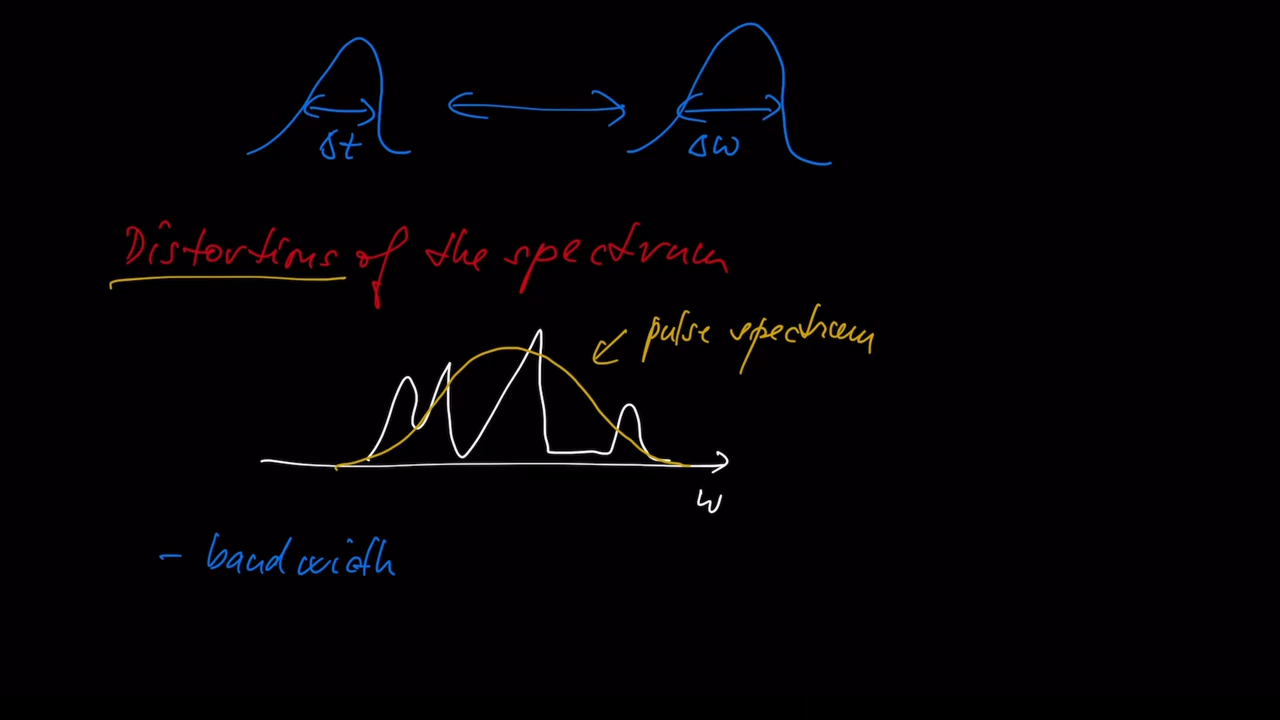 Δt
Δω
Distortions of the spectrum
pulse spectrum
ω
- bandwidth